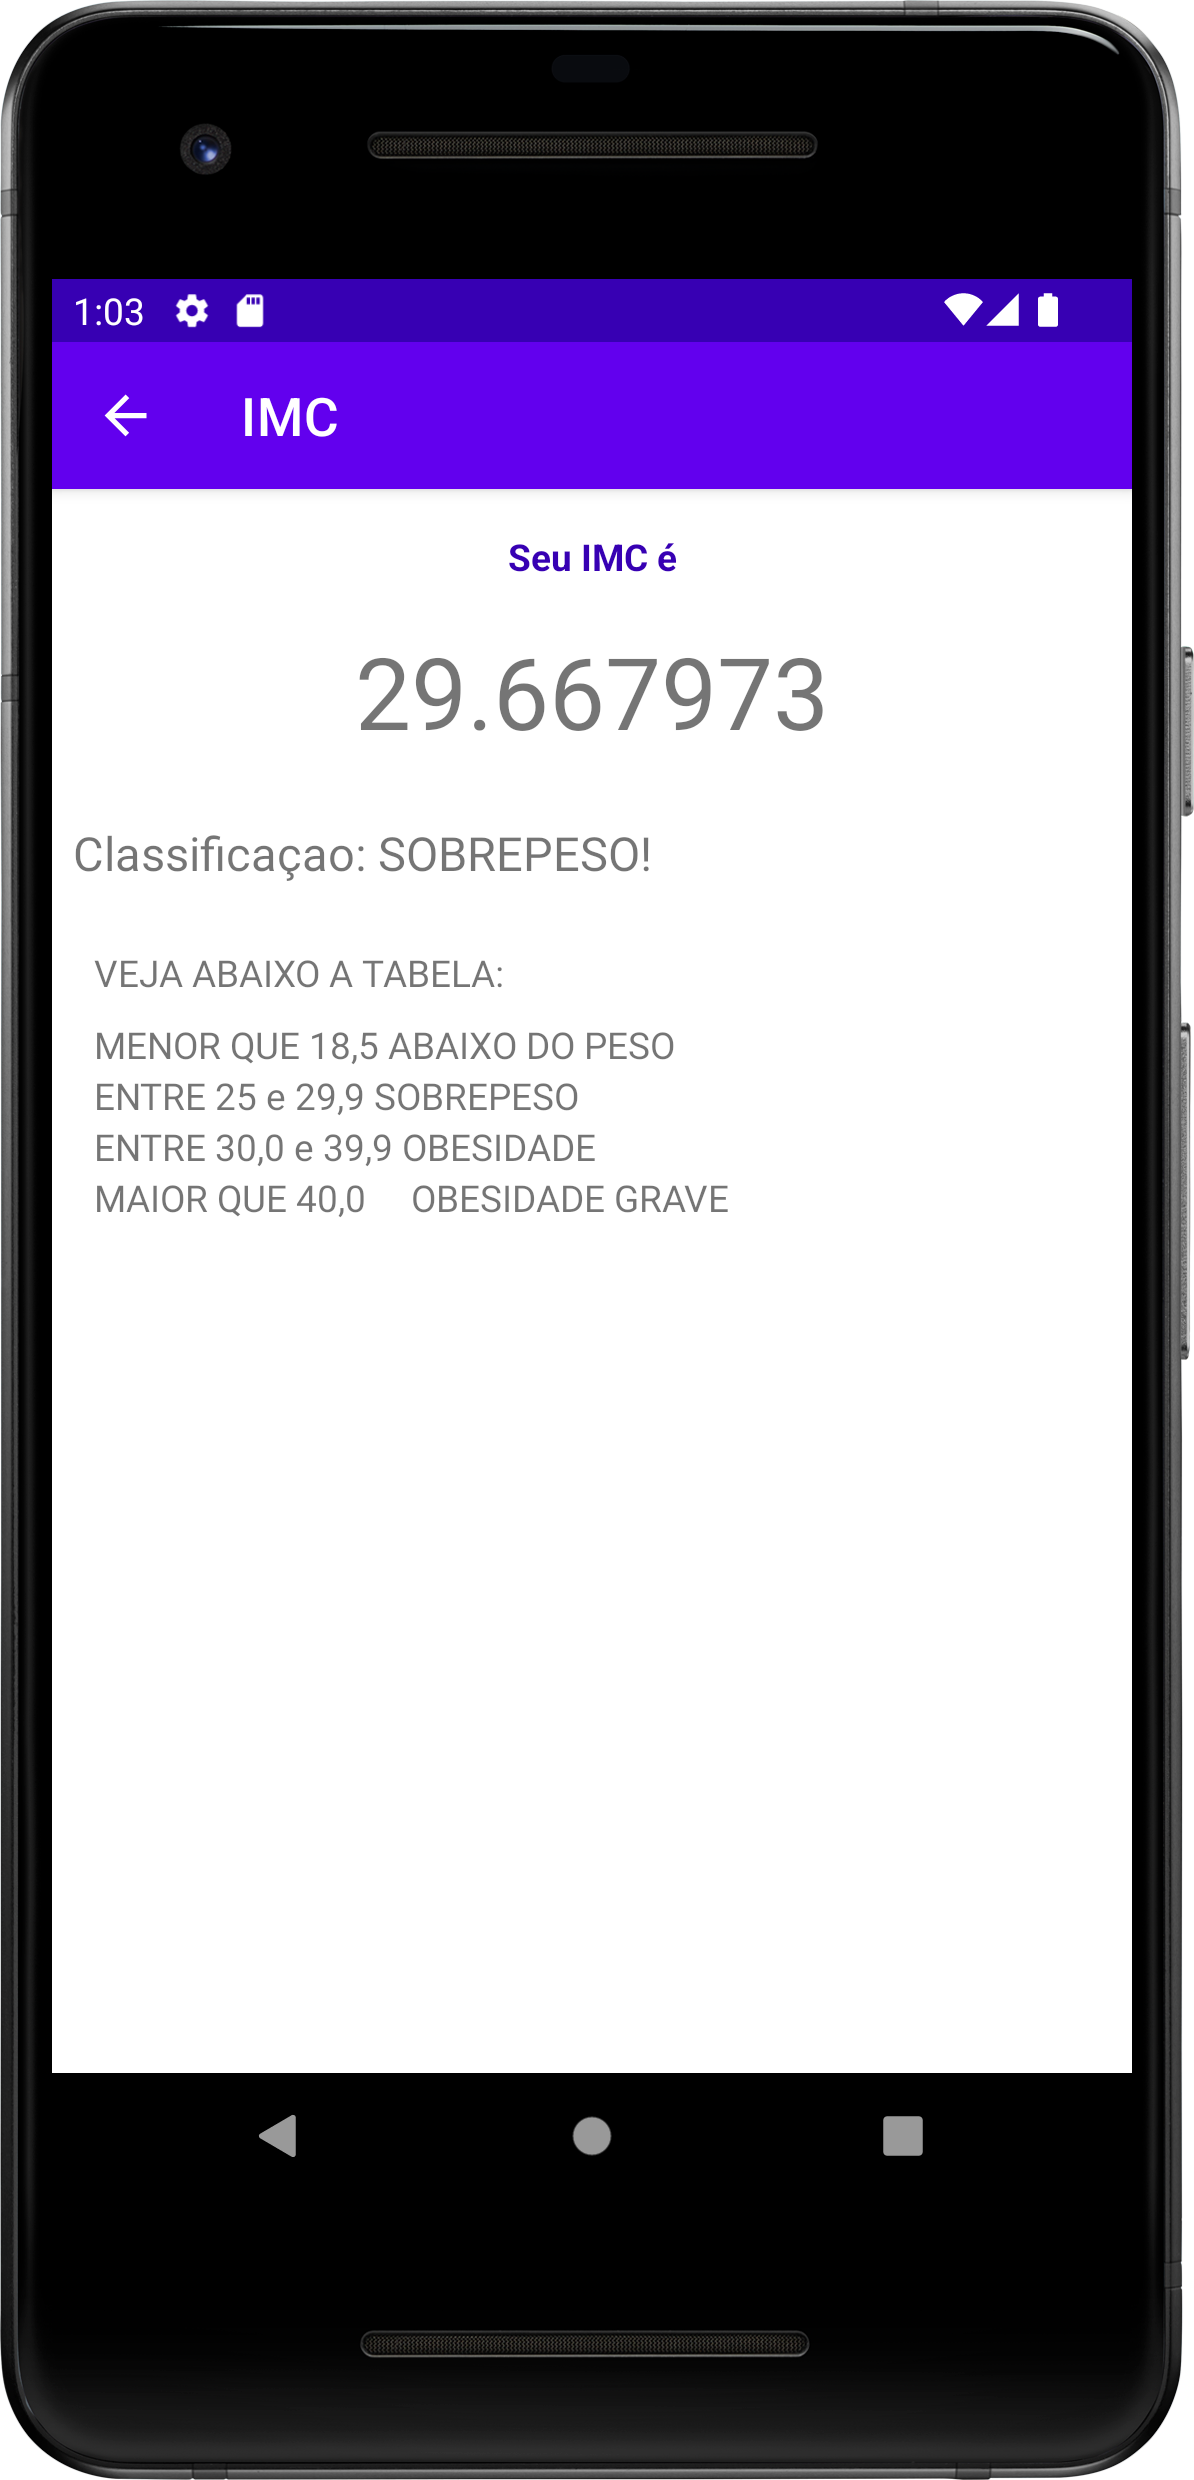 1:03
IMC
Seu IMC é
29.667973
Classificaçao: SOBREPESO!
VEJA ABAIXO A TABELA:
MENOR QUE 18,5 ABAIXO DO PESO
ENTRE 25 e 29,9 SOBREPESO
ENTRE 30,0 e 39,9 OBESIDADE
MAIOR QUE 40,0 OBESIDADE GRAVE